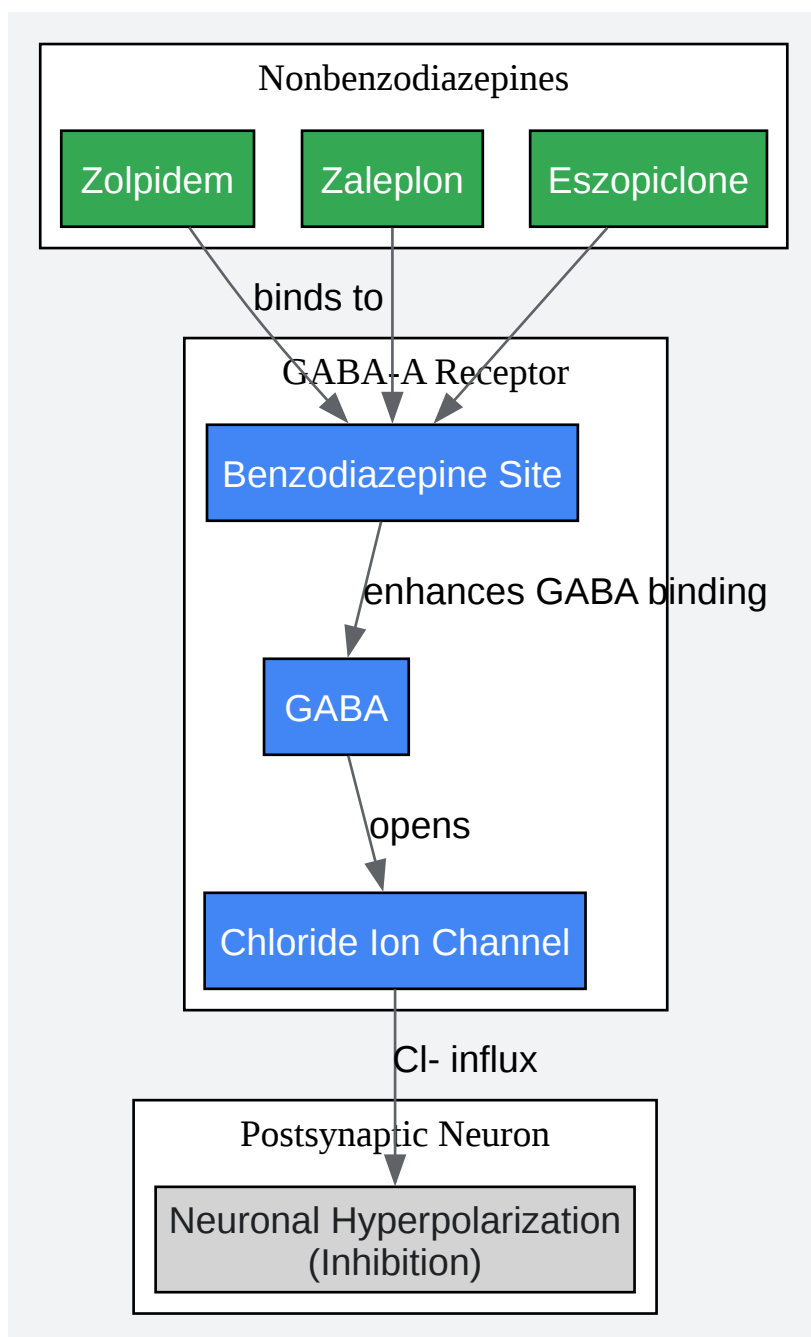 Nonbenzodiazepines
Zolpidem
Zaleplon
Eszopiclone
binds to
GABA-A Receptor
Benzodiazepine Site
enhances GABA binding
GABA
opens
Chloride Ion Channel
Cl- influx
Postsynaptic Neuron
Neuronal Hyperpolarization
(Inhibition)